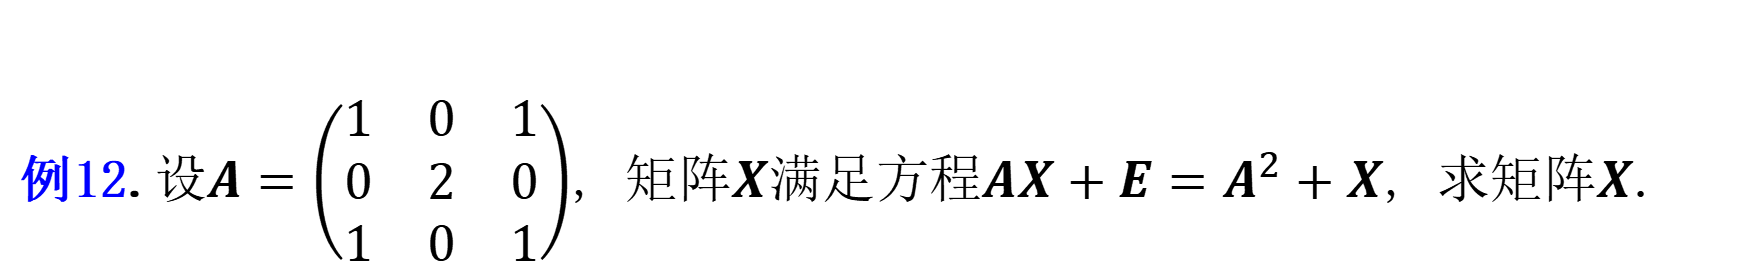 例12. 设A = (1 0 1
0 2 0
1 0 1), 矩阵X满足方程AX + E = A² + X, 求矩阵X.